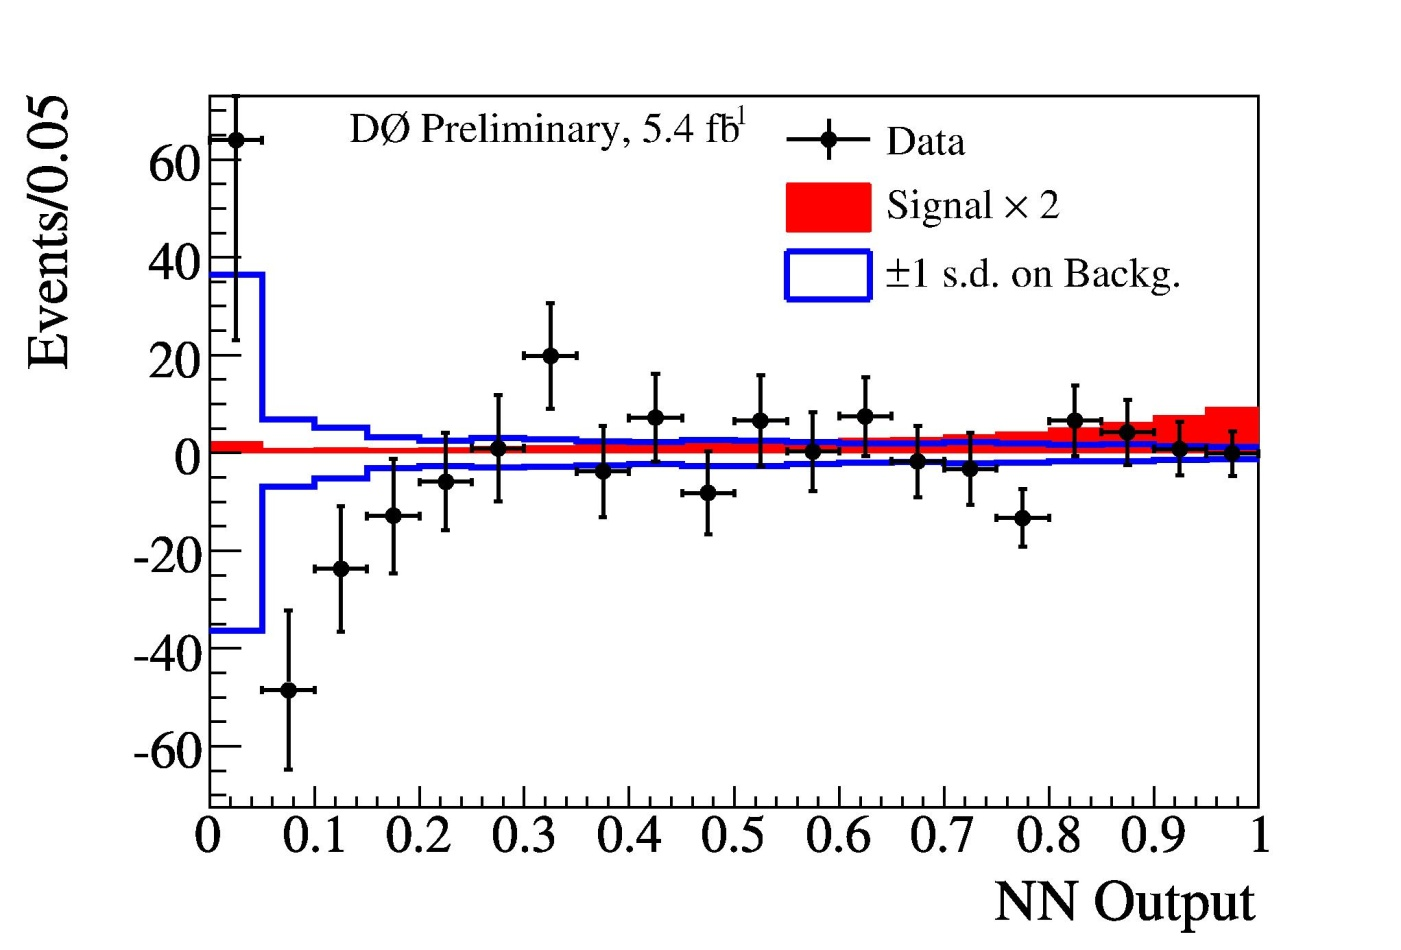 DØ Preliminary, 5.4 fb-1
Data
Signal × 2
±1 s.d. on Backg.
Events/0.05
60
40
20
0
-20
-40
-60
0 0.1 0.2 0.3 0.4 0.5 0.6 0.7 0.8 0.9 1
NN Output